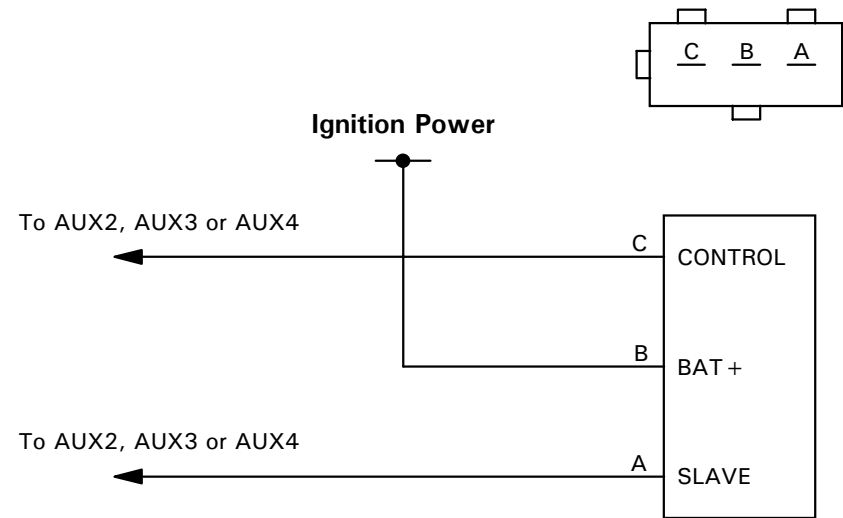 C B A
Ignition Power
To AUX2, AUX3 or AUX4
C
CONTROL
B
BAT+
To AUX2, AUX3 or AUX4
A
SLAVE